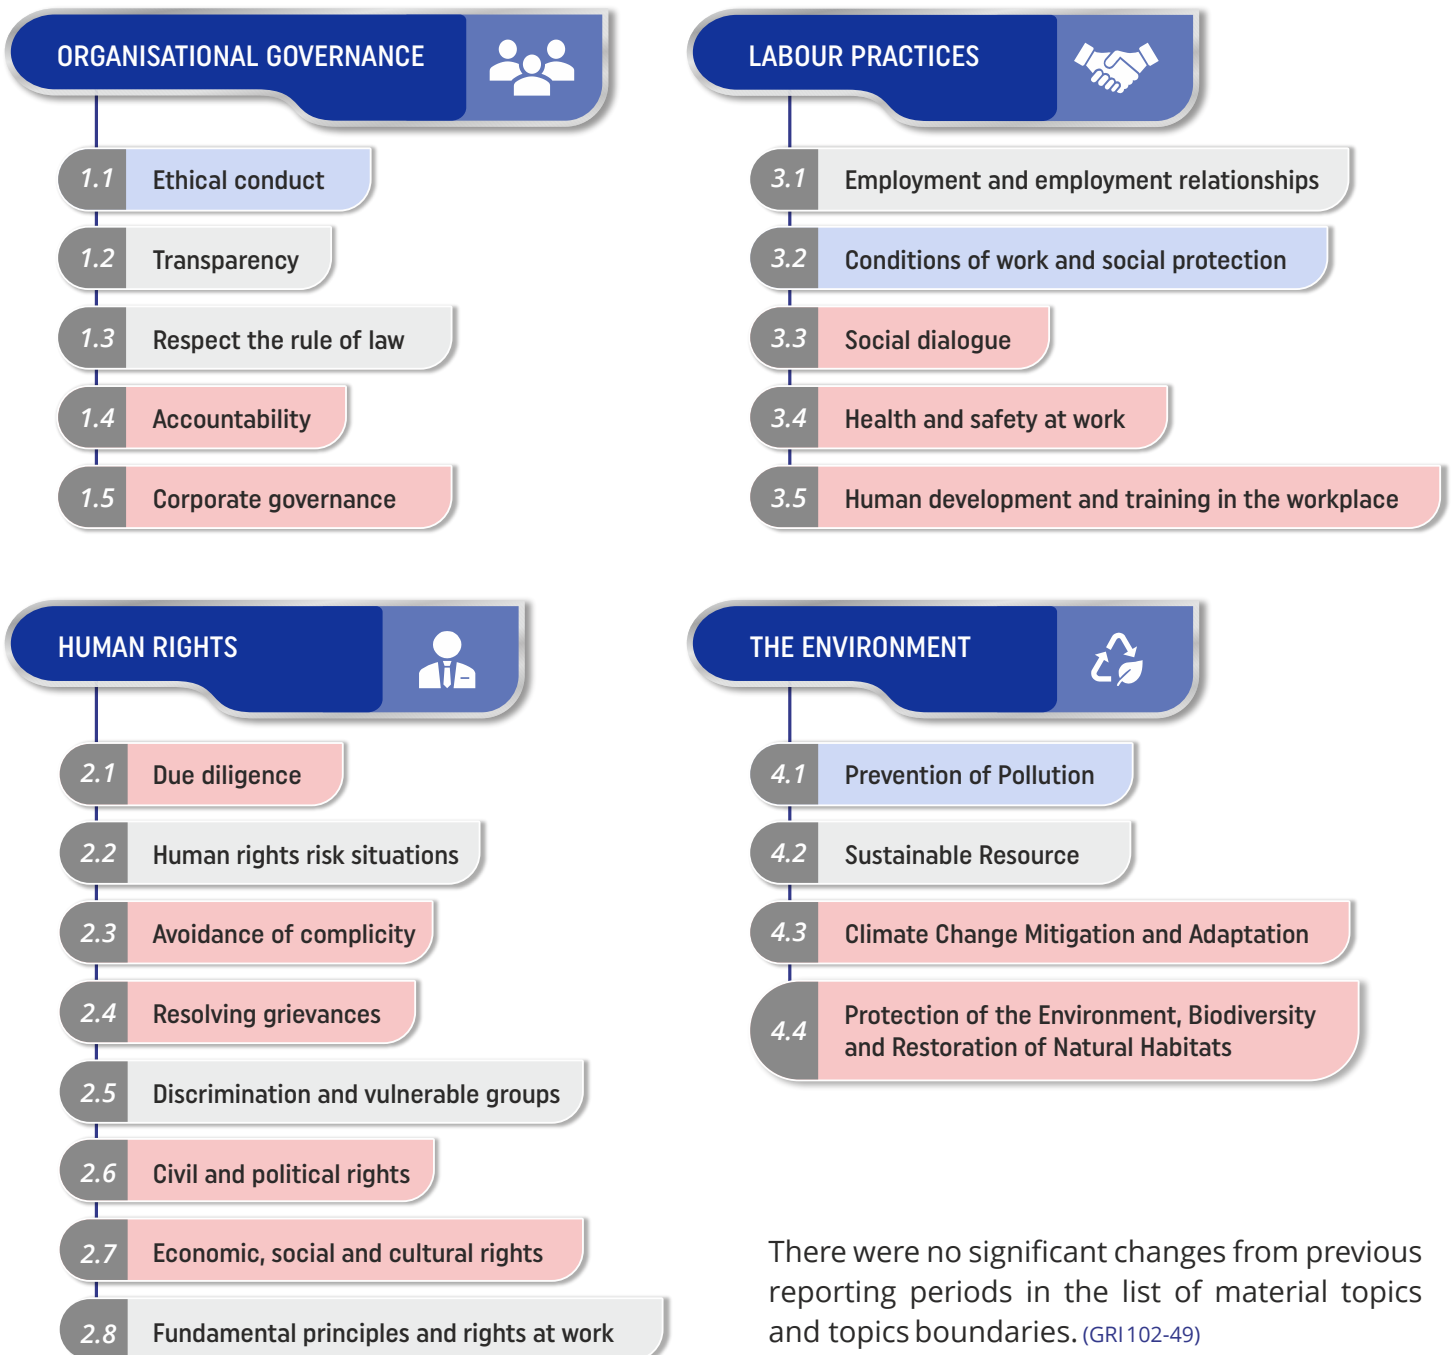 ORGANISATIONAL GOVERNANCE
1.1 Ethical conduct
1.2 Transparency
1.3 Respect the rule of law
1.4 Accountability
1.5 Corporate governance
HUMAN RIGHTS
2.1 Due diligence
2.2 Human rights risk situations
2.3 Avoidance of complicity
2.4 Resolving grievances
2.5 Discrimination and vulnerable groups
2.6 Civil and political rights
2.7 Economic, social and cultural rights
2.8 Fundamental principles and rights at work
LABOUR PRACTICES
3.1 Employment and employment relationships
3.2 Conditions of work and social protection
3.3 Social dialogue
3.4 Health and safety at work
3.5 Human development and training in the workplace
THE ENVIRONMENT
4.1 Prevention of Pollution
4.2 Sustainable Resource
4.3 Climate Change Mitigation and Adaptation
4.4 Protection of the Environment, Biodiversity
and Restoration of Natural Habitats
There were no significant changes from previous
reporting periods in the list of material topics
and topics boundaries. (GRI 102-49)